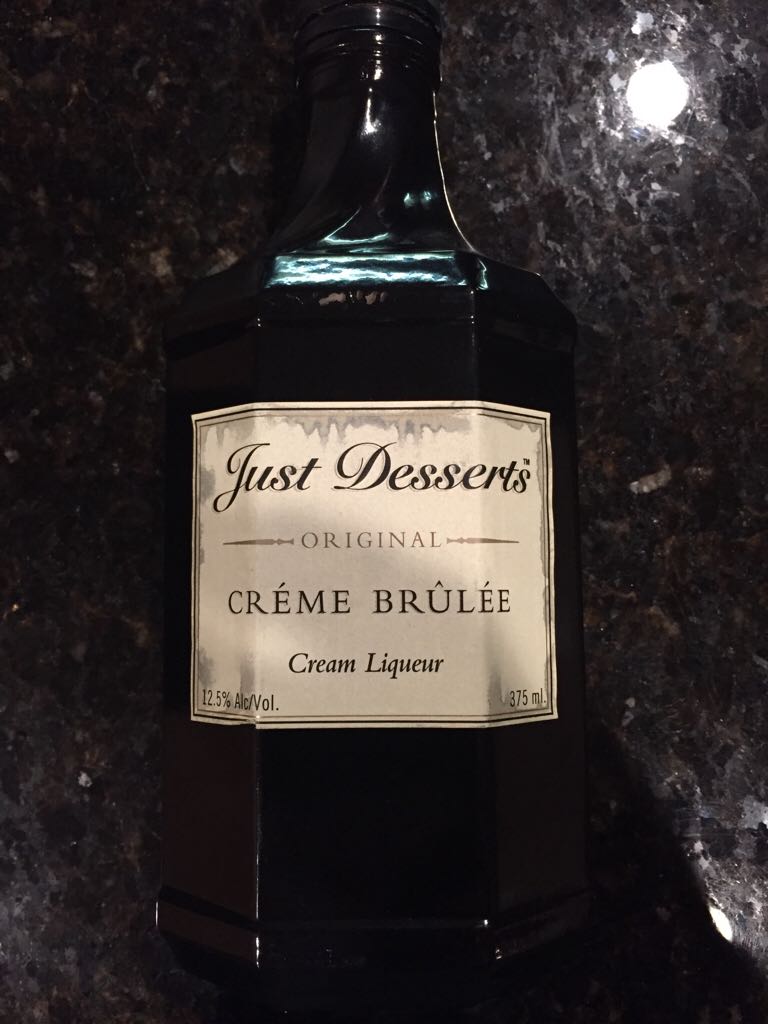 Just Desserts™
ORIGINAL
CRÉME BRÛLÉE
Cream Liqueur
12.5% Alc/Vol.
375 ml.